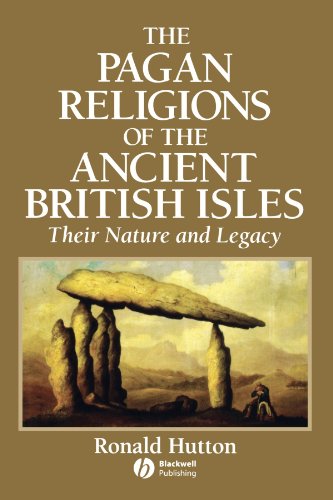 THE
PAGAN
RELIGIONS
OF THE
ANCIENT
BRITISH ISLES
Their Nature and Legacy
Ronald Hutton
b
Blackwell
Publishing